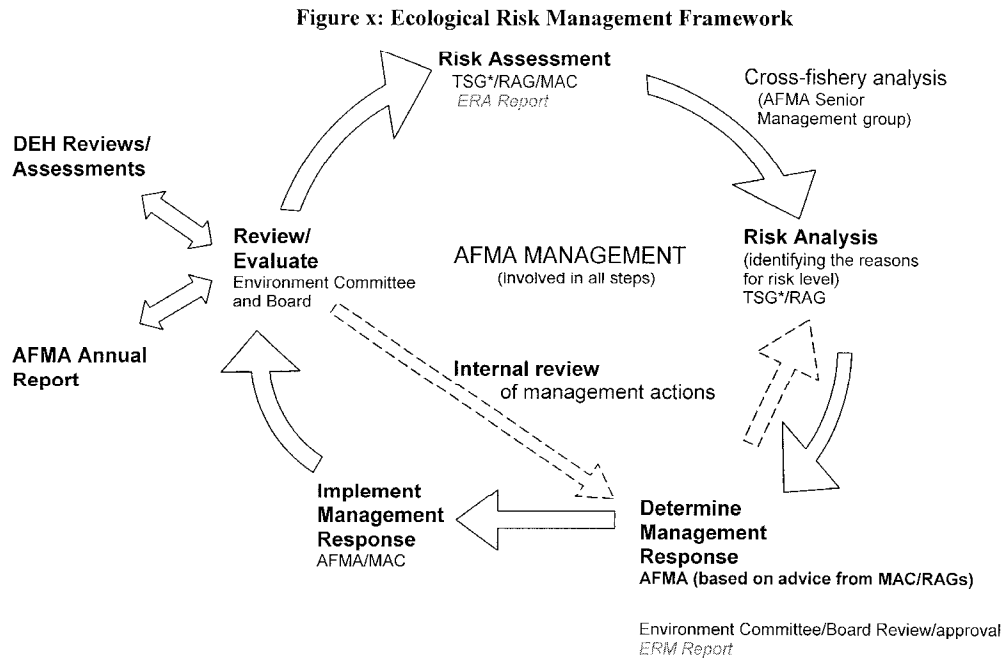 Figure x: Ecological Risk Management Framework
Risk Assessment
TSG*/RAG/MAC
ERA Report
Cross-fishery analysis
(AFMA Senior
Management group)
DEH Reviews/
Assessments
Review/
Evaluate
Environment Committee
and Board
AFMA MANAGEMENT
(involved in all steps)
Risk Analysis
(identifying the reasons
for risk level)
TSG*/RAG
AFMA Annual
Report
Internal review
of management actions
Implement
Management
Response
AFMA/MAC
Determine
Management
Response
AFMA (based on advice from MAC/RAGs)
Environment Committee/Board Review/approval
ERM Report